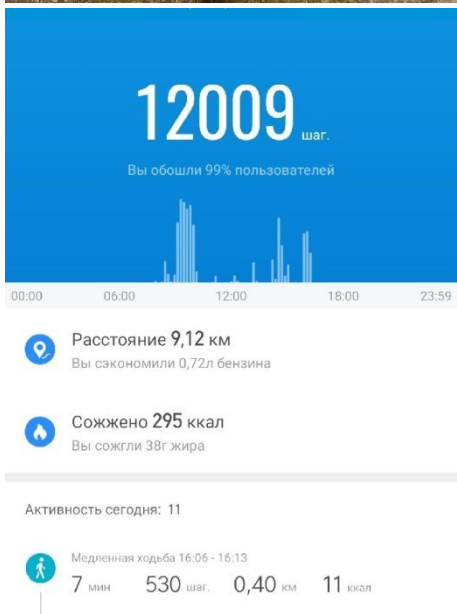 12009 шаг.
Вы обошли 99% пользователей
00:00 06:00 12:00 18:00 23:59
Расстояние 9,12 км
Вы сэкономили 0,72л бензина
Сожжено 295 ккал
Вы сожгли 38г жира
Активность сегодня: 11
Медленная ходьба 16:06 - 16:13
7 мин 530 шаг. 0,40 км 11 ккал